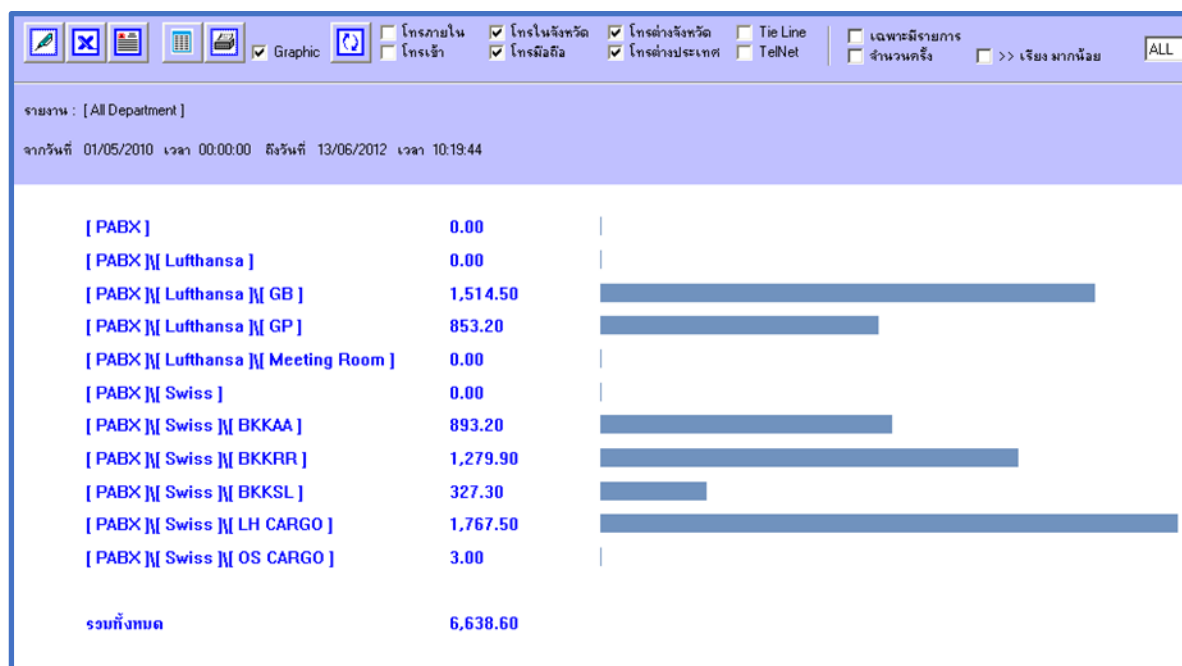 โทรภายใน โทรในจังหวัด โทรต่างจังหวัด Tie Line เฉพาะมีรายการ
Graphic โทรเข้า โทรมือถือ โทรต่างประเทศ TelNet จำนวนครั้ง >> เรียง มากน้อย ALL
รายงาน : [ All Department ]
จากวันที่ 01/05/2010 เวลา 00:00:00 ถึงวันที่ 13/06/2012 เวลา 10:19:44
[ PABX ] 0.00
[ PABX ]\[ Lufthansa ] 0.00
[ PABX ]\[ Lufthansa ]\[ GB ] 1,514.50
[ PABX ]\[ Lufthansa ]\[ GP ] 853.20
[ PABX ]\[ Lufthansa ]\[ Meeting Room ] 0.00
[ PABX ]\[ Swiss ] 0.00
[ PABX ]\[ Swiss ]\[ BKKAA ] 893.20
[ PABX ]\[ Swiss ]\[ BKKRR ] 1,279.90
[ PABX ]\[ Swiss ]\[ BKKSL ] 327.30
[ PABX ]\[ Swiss ]\[ LH CARGO ] 1,767.50
[ PABX ]\[ Swiss ]\[ OS CARGO ] 3.00
รวมทั้งหมด 6,638.60